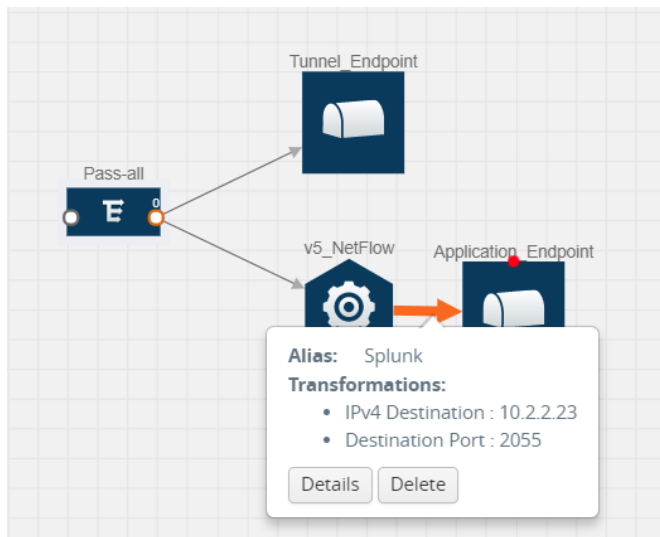 Tunnel_Endpoint
Pass-all
0
v5_NetFlow
Application_Endpoint
Alias: Splunk
Transformations:
• IPv4 Destination : 10.2.2.23
• Destination Port : 2055
Details Delete